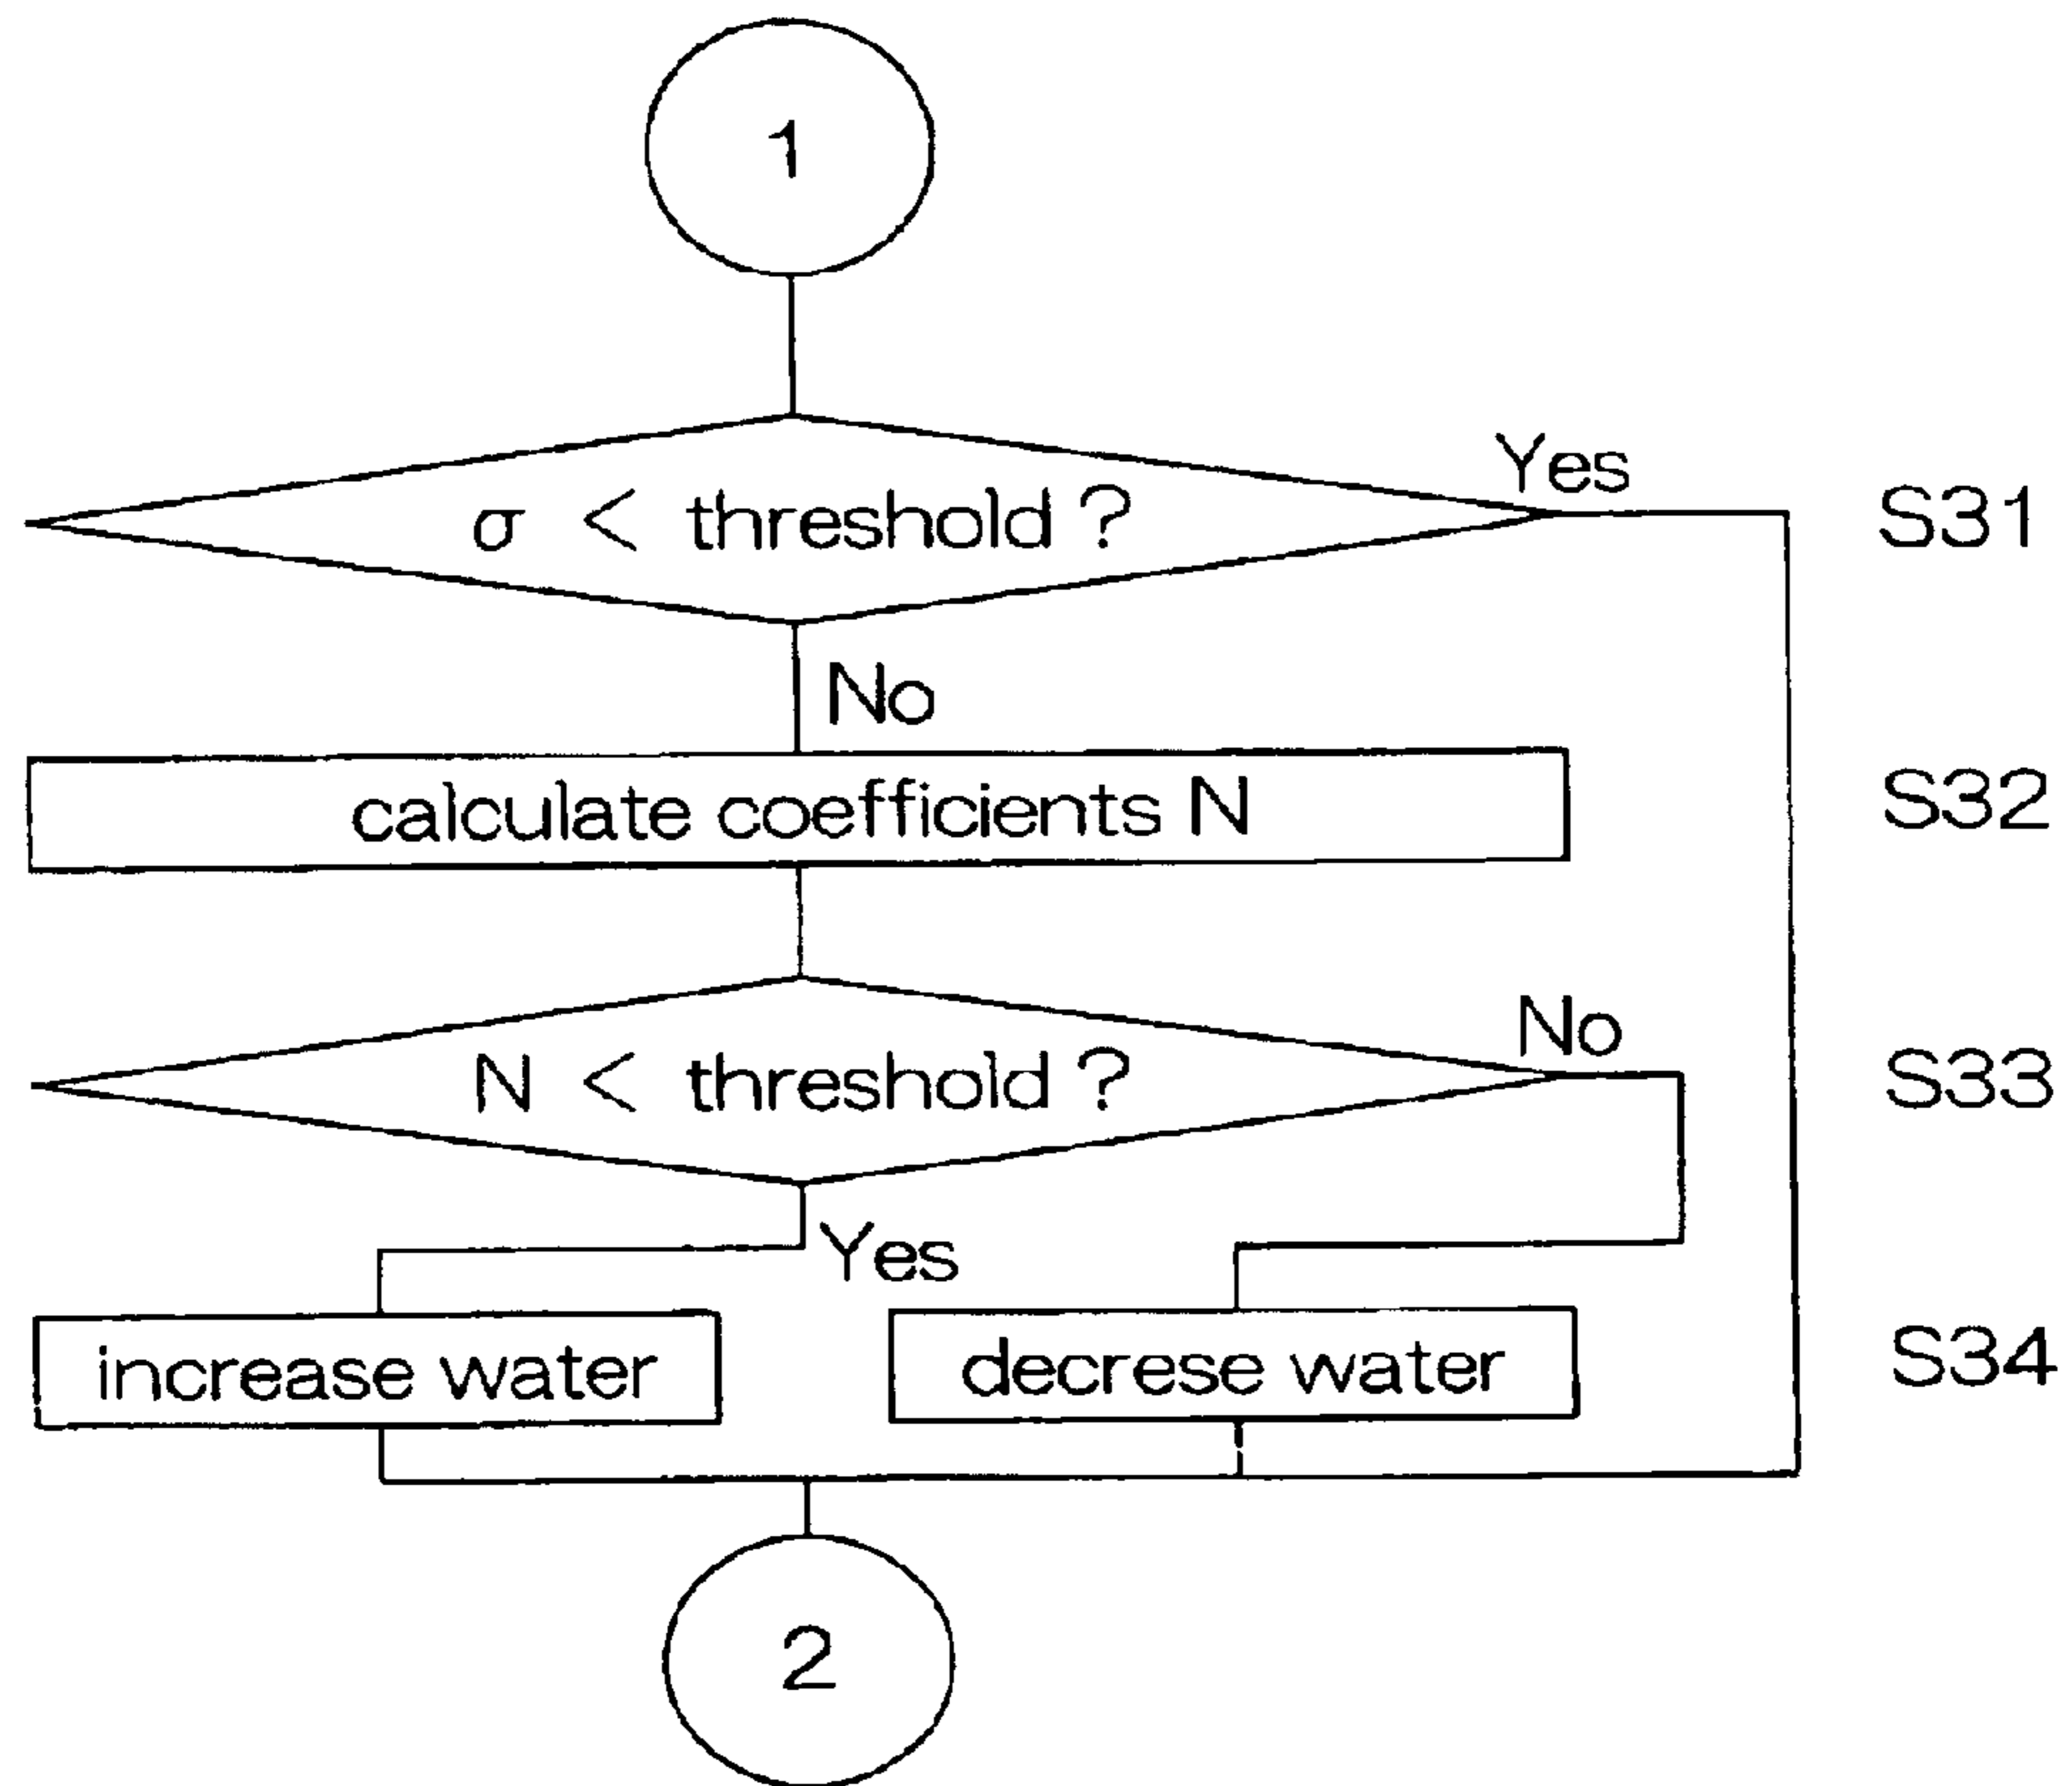 1
Yes
σ < threshold ?
S31
No
calculate coefficients N
S32
No
N < threshold ?
S33
Yes
increase water
decrese water
S34
2